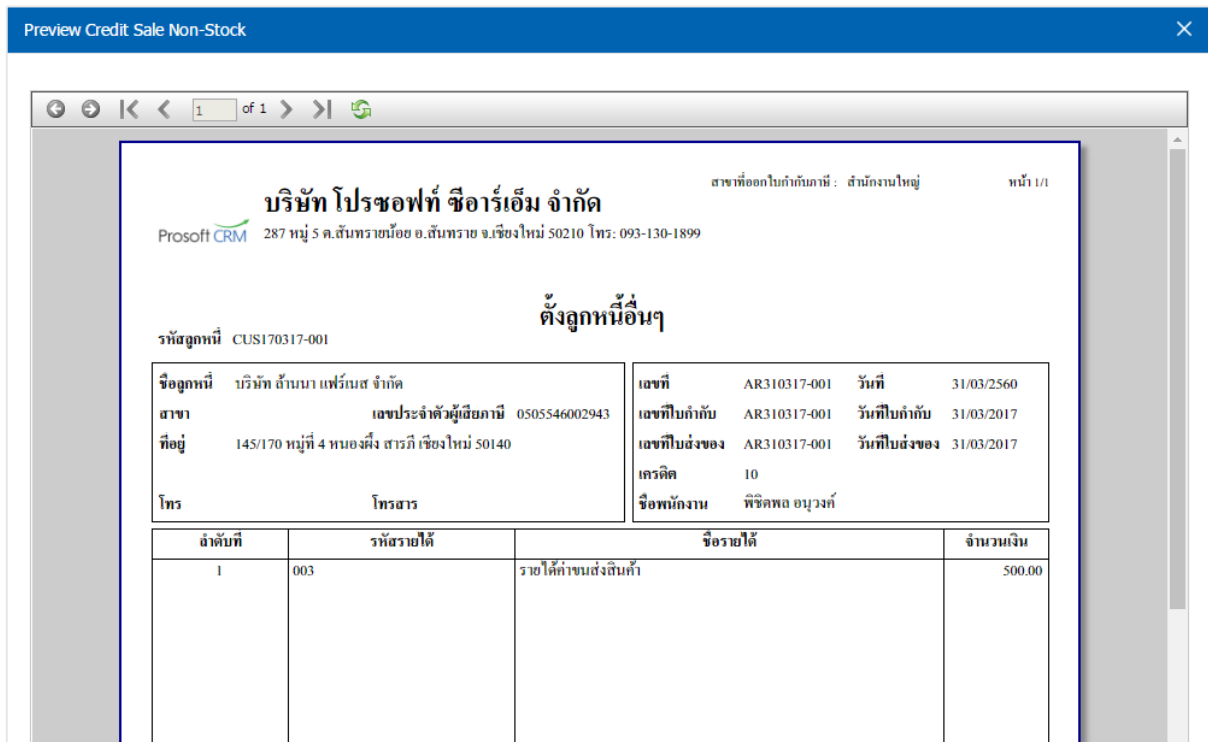 Preview Credit Sale Non-Stock
1 of 1
สาขาที่ออกใบกำกับภาษี : สำนักงานใหญ่ หน้า 1/1
บริษัท โปรซอฟท์ ซีอาร์เอ็ม จำกัด
Prosoft CRM 287 หมู่ 5 ต.สันทรายน้อย อ.สันทราย จ.เชียงใหม่ 50210 โทร: 093-130-1899
ตั้งลูกหนี้อื่นๆ
รหัสลูกหนี้ CUS170317-001
ชื่อลูกหนี้ บริษัท ล้านนา แฟร์เนส จำกัด เลขที่ AR310317-001 วันที่ 31/03/2560
สาขา เลขประจำตัวผู้เสียภาษี 0505546002943 เลขที่ใบกำกับ AR310317-001 วันที่ใบกำกับ 31/03/2017
ที่อยู่ 145/170 หมู่ที่ 4 หนองผึ้ง สารภี เชียงใหม่ 50140 เลขที่ใบส่งของ AR310317-001 วันที่ใบส่งของ 31/03/2017
เครดิต 10
โทร โทรสาร ชื่อพนักงาน พิชิตพล อนุวงค์
ลำดับที่ รหัสรายได้ ชื่อรายได้ จำนวนเงิน
1 003 รายได้ค่าขนส่งสินค้า 500.00